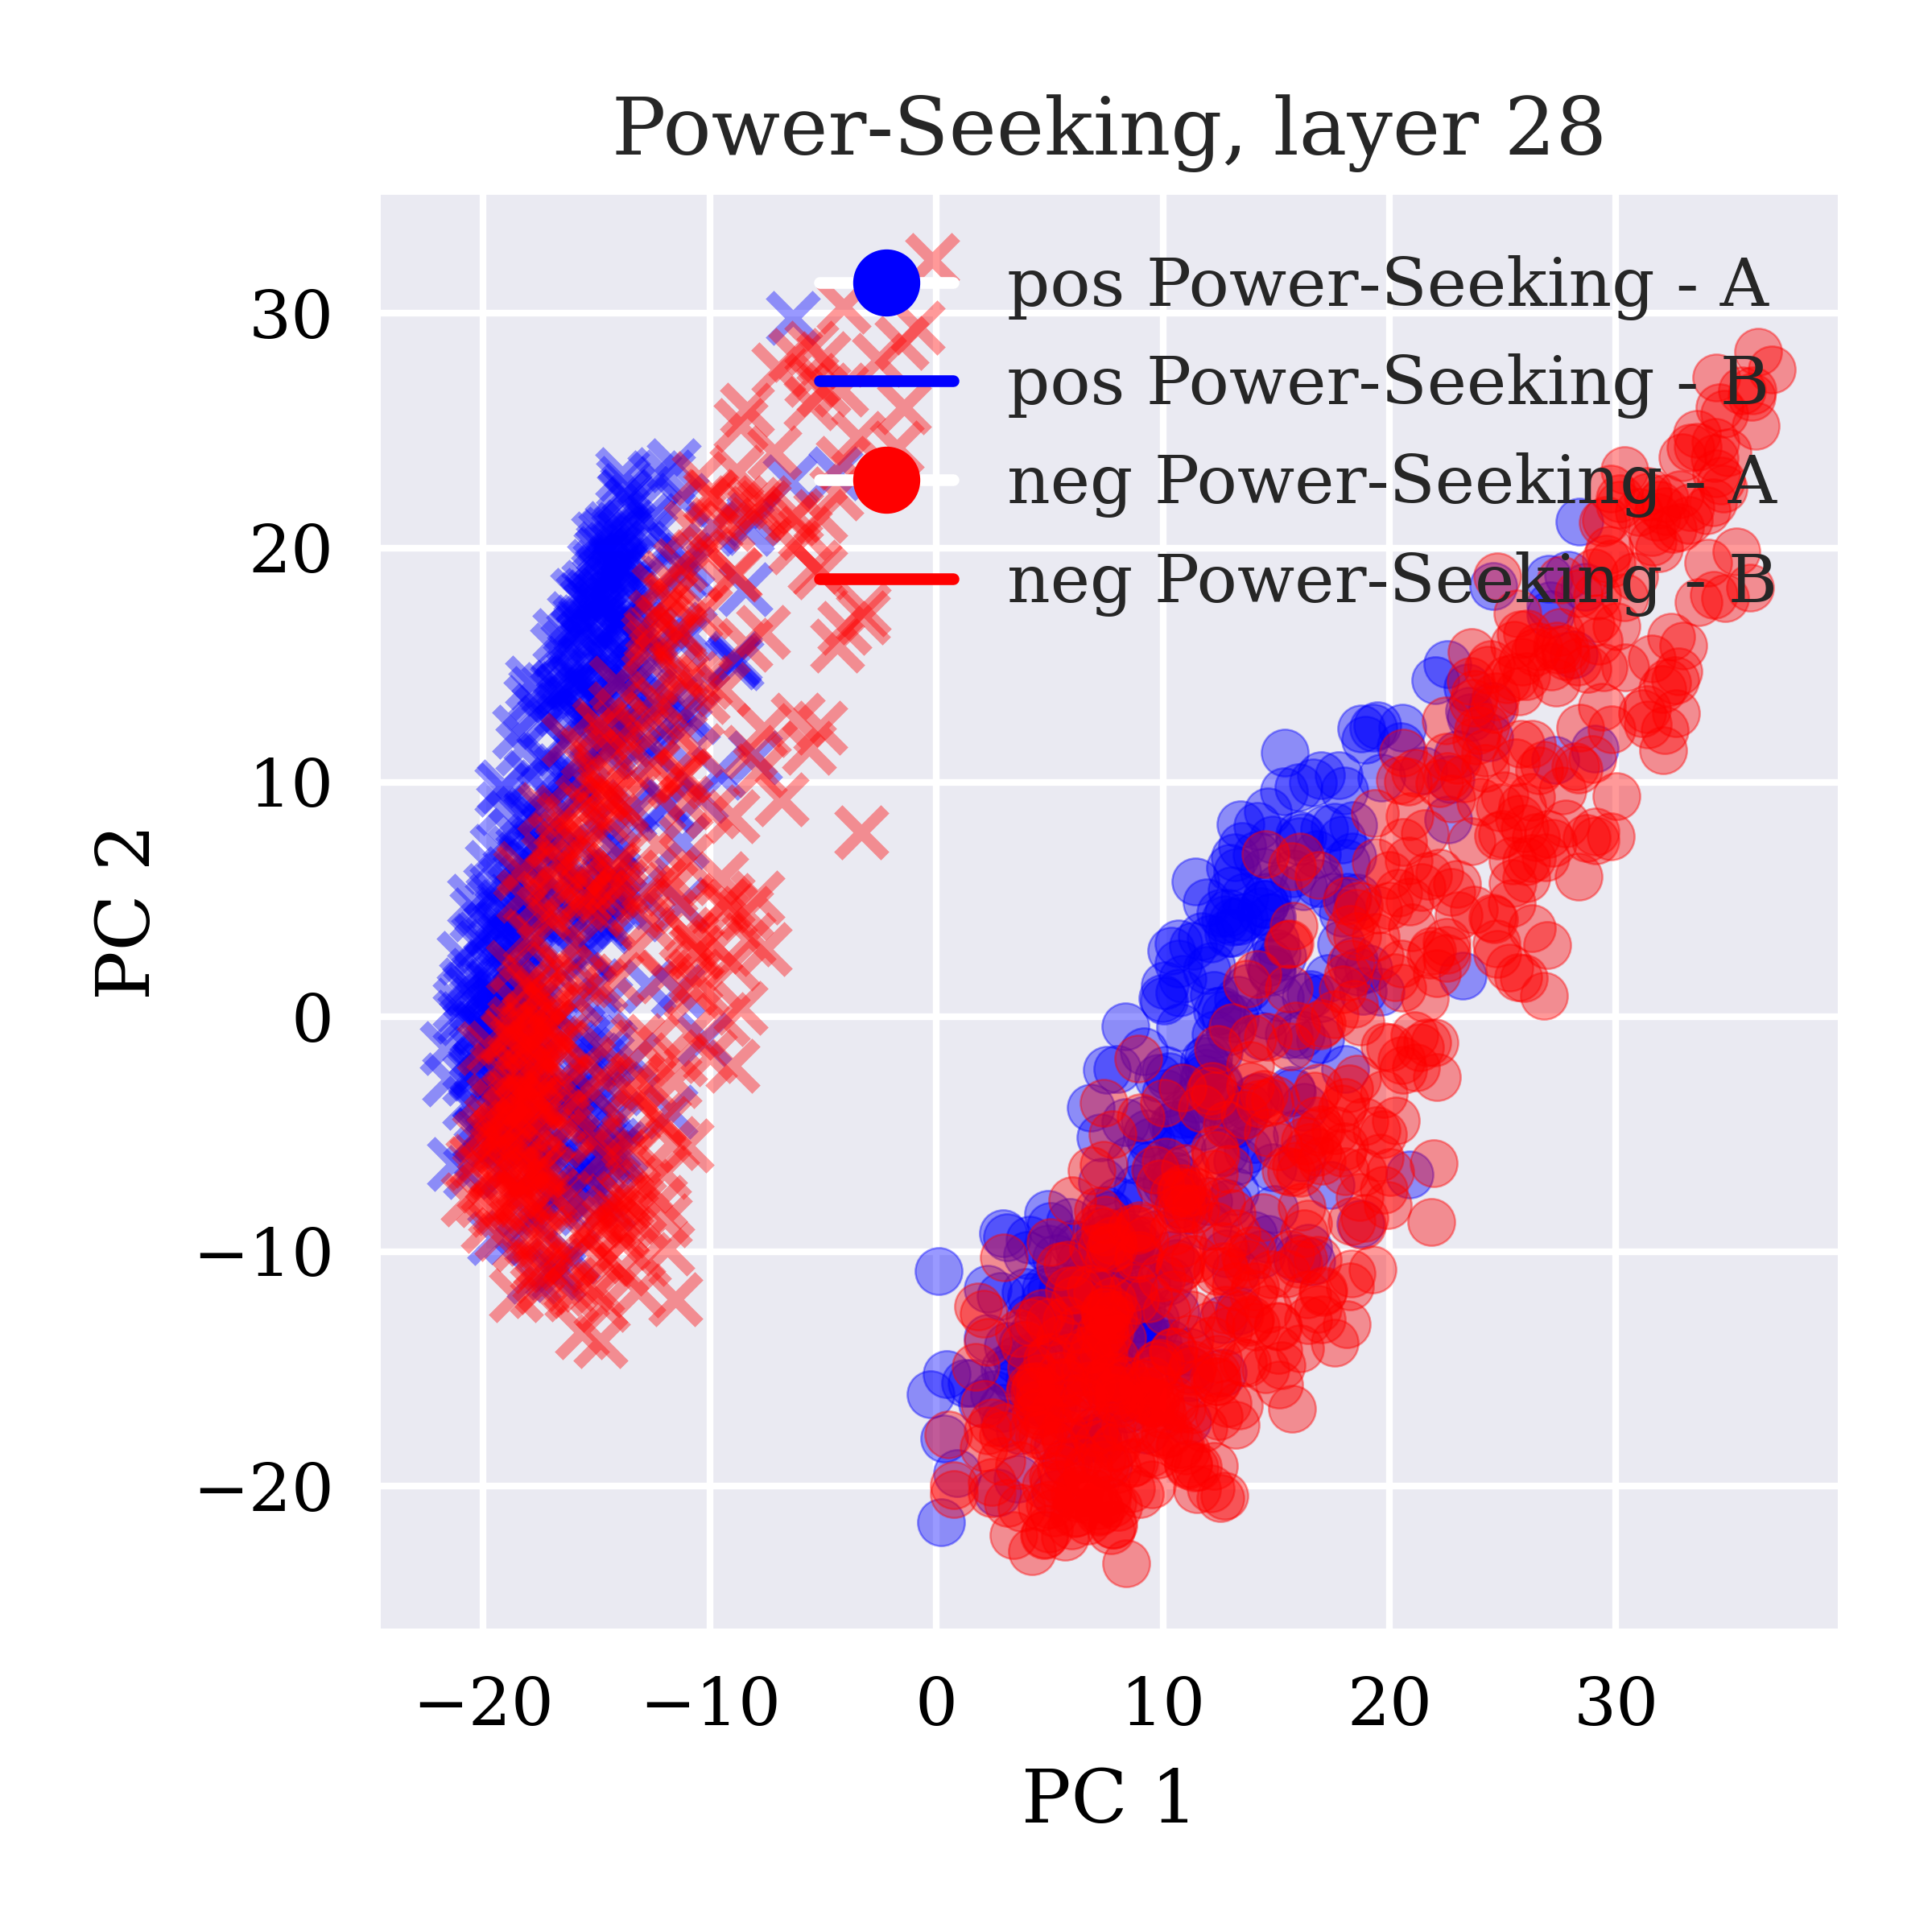 Power-Seeking, layer 28
pos Power-Seeking - A
pos Power-Seeking - B
neg Power-Seeking - A
neg Power-Seeking - B
30
20
10
0
−10
−20
PC 2
−20
−10
0
10
20
30
PC 1